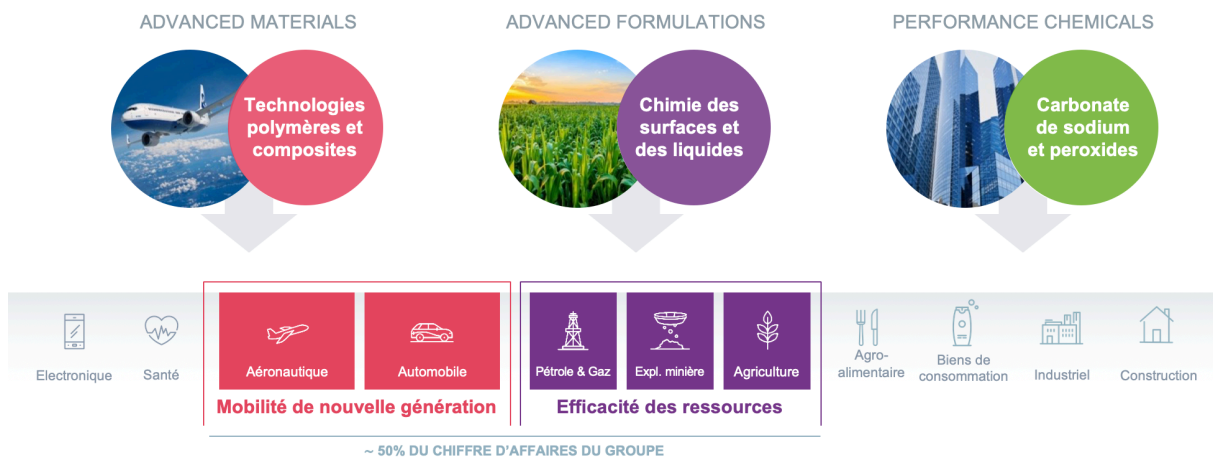 ADVANCED MATERIALS
ADVANCED FORMULATIONS
PERFORMANCE CHEMICALS
Technologies
polymères et
composites
Chimie des
surfaces et
des liquides
Carbonate
de sodium
et peroxides
Electronique
Santé
Aéronautique
Automobile
Pétrole & Gaz
Expl. minière
Agriculture
Agro-
alimentaire
Biens de
consommation
Industriel
Construction
Mobilité de nouvelle génération
Efficacité des ressources
~ 50% DU CHIFFRE D'AFFAIRES DU GROUPE